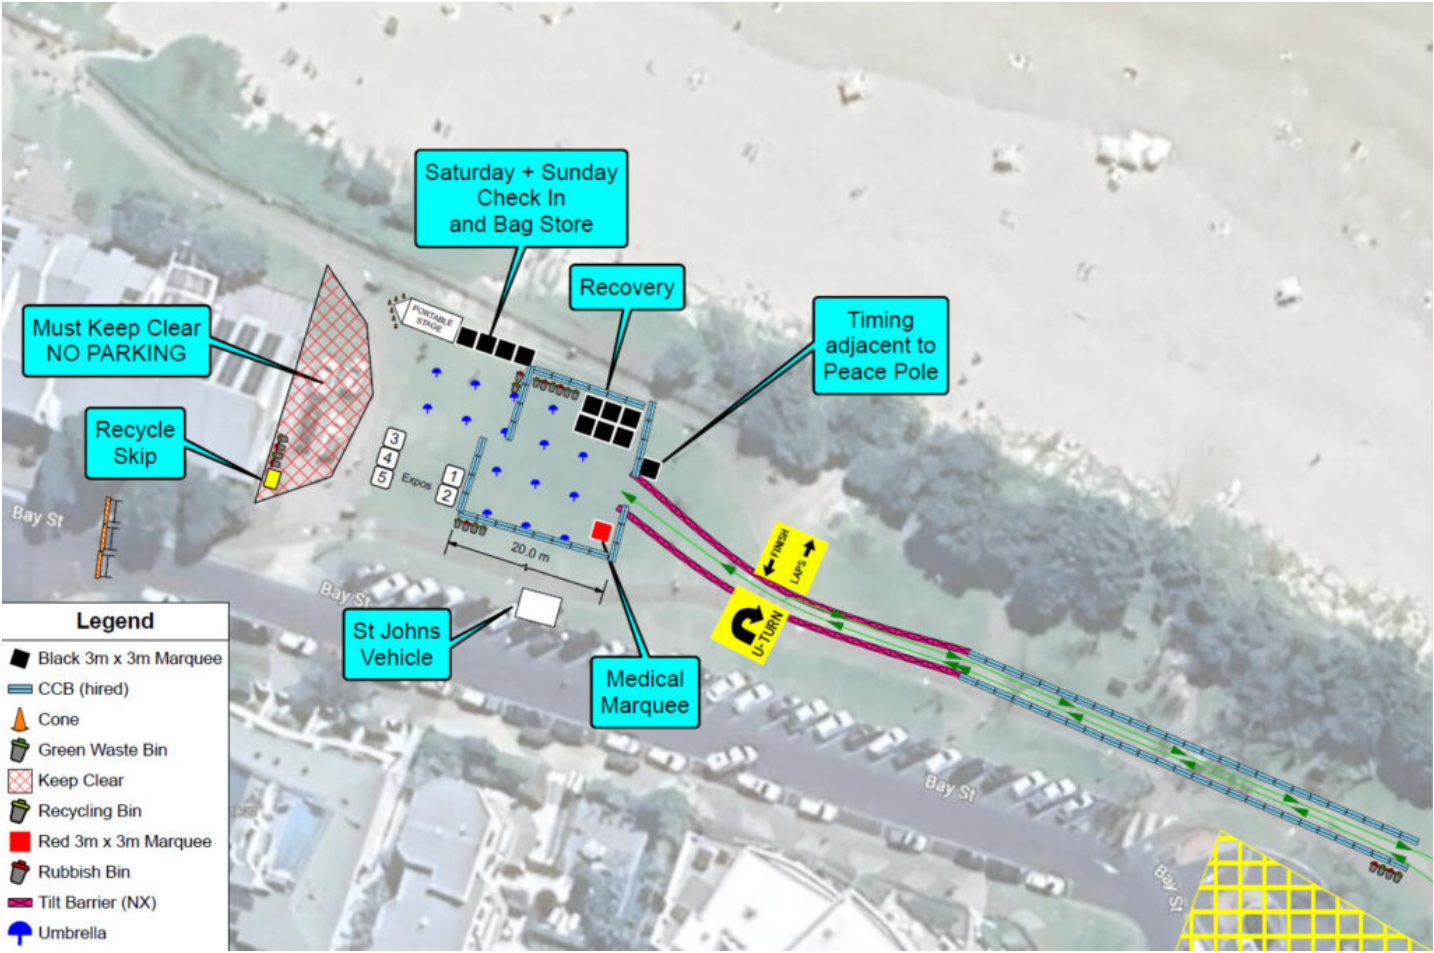 Saturday + Sunday
Check In
and Bag Store
Recovery
Timing
adjacent to
Peace Pole
Must Keep Clear
NO PARKING
PORTABLE
STAGE
Recycle
Skip
3
4
5
Expos
1
2
Bay St
20.0 m
FINISH
LAPS
U-TURN
Bay St
St Johns
Vehicle
Medical
Marquee
Bay St
Bay St
Legend
Black 3m x 3m Marquee
CCB (hired)
Cone
Green Waste Bin
Keep Clear
Recycling Bin
Red 3m x 3m Marquee
Rubbish Bin
Tilt Barrier (NX)
Umbrella